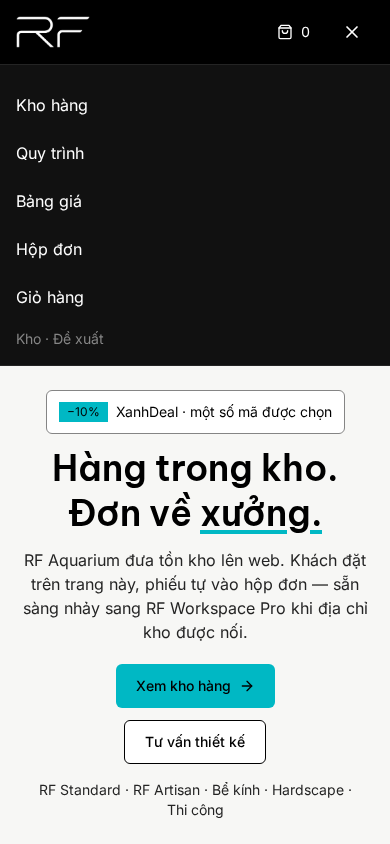 RF
0
Kho hàng
Quy trình
Bảng giá
Hộp đơn
Giỏ hàng
Kho · Đề xuất
−10% XanhDeal · một số mã được chọn
Hàng trong kho.
Đơn về xưởng.
RF Aquarium đưa tồn kho lên web. Khách đặt
trên trang này, phiếu tự vào hộp đơn — sẵn
sàng nhảy sang RF Workspace Pro khi địa chỉ
kho được nối.
Xem kho hàng
Tư vấn thiết kế
RF Standard · RF Artisan · Bể kính · Hardscape ·
Thi công